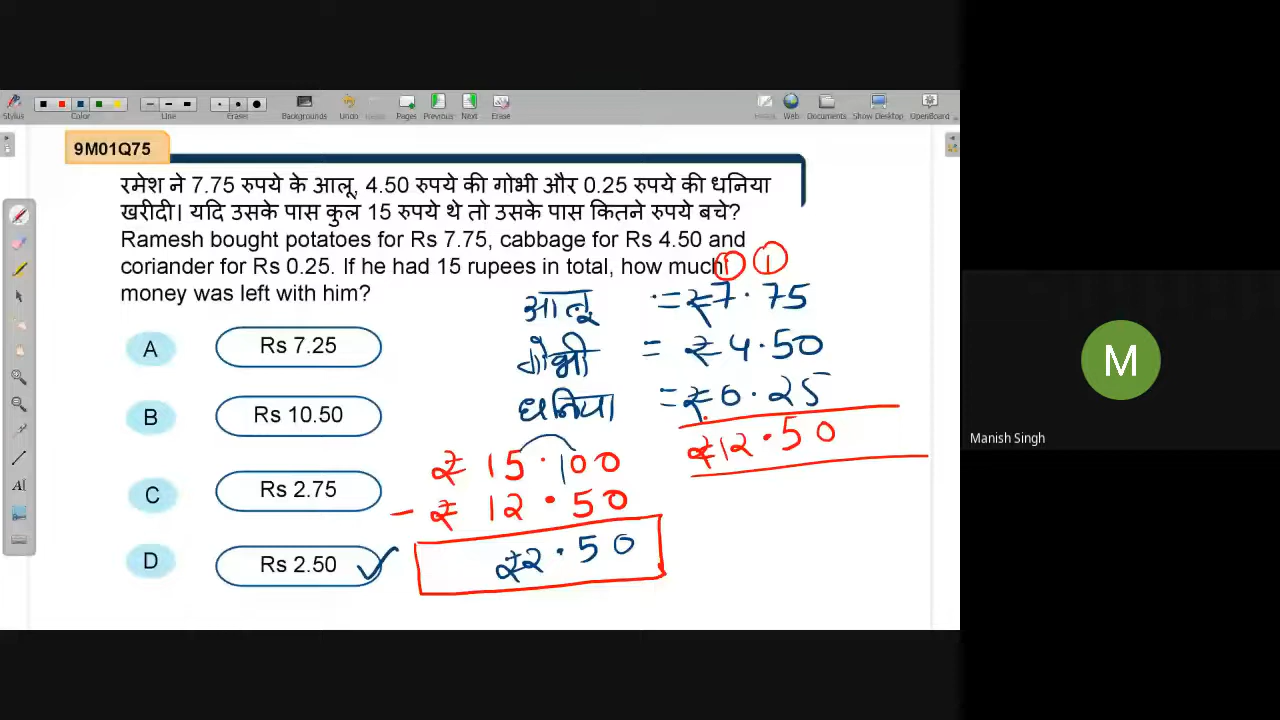 Stylus Color Line Eraser Backgrounds Undo Pages Previous Next Erase Web Documents Show Desktop OpenBoard
9M01Q75
रमेश ने 7.75 रुपये के आलू, 4.50 रुपये की गोभी और 0.25 रुपये की धनिया
खरीदी। यदि उसके पास कुल 15 रुपये थे तो उसके पास कितने रुपये बचे?
Ramesh bought potatoes for Rs 7.75, cabbage for Rs 4.50 and
coriander for Rs 0.25. If he had 15 rupees in total, how much
money was left with him?
1 1
आलू = ₹7.75
गोभी = ₹4.50
धनिया = ₹0.25
₹12.50
A Rs 7.25
B Rs 10.50
C Rs 2.75
D Rs 2.50
₹ 15.100
- ₹ 12.50
₹2.50
M
Manish Singh